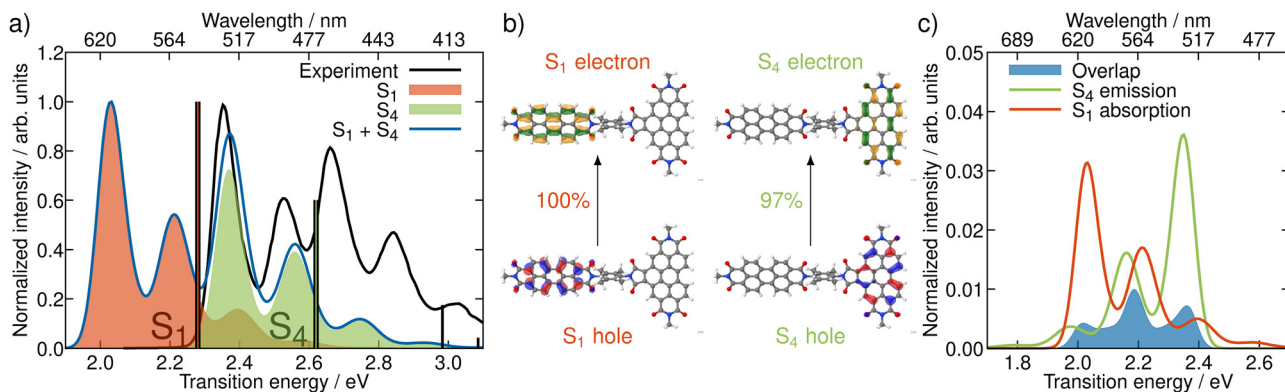 a)
Wavelength / nm
620 564 517 477 443 413
Normalized intensity / arb. units
1.2
1.0
0.8
0.6
0.4
0.2
0.0
Experiment
S1
S4
S1 + S4
S1
S4
2.0 2.2 2.4 2.6 2.8 3.0
Transition energy / eV
b)
S1 electron
S4 electron
100%
97%
S1 hole
S4 hole
c)
Wavelength / nm
689 620 564 517 477
Normalized intensity / arb. units
0.05
0.04
0.03
0.02
0.01
0.00
Overlap
S4 emission
S1 absorption
1.8 2.0 2.2 2.4 2.6
Transition energy / eV